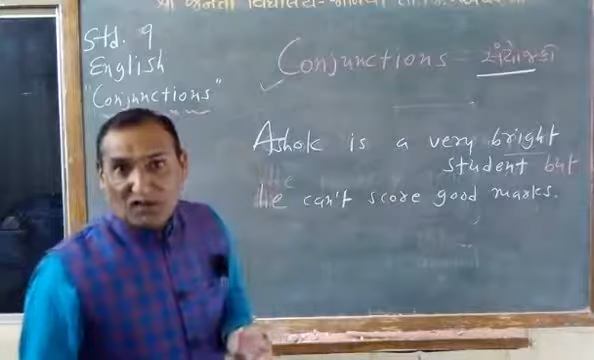 Std. 9
English
"Conjunctions"
Conjunctions - સંયોજકો
Ashok is a very bright
student but
he can't score good marks.